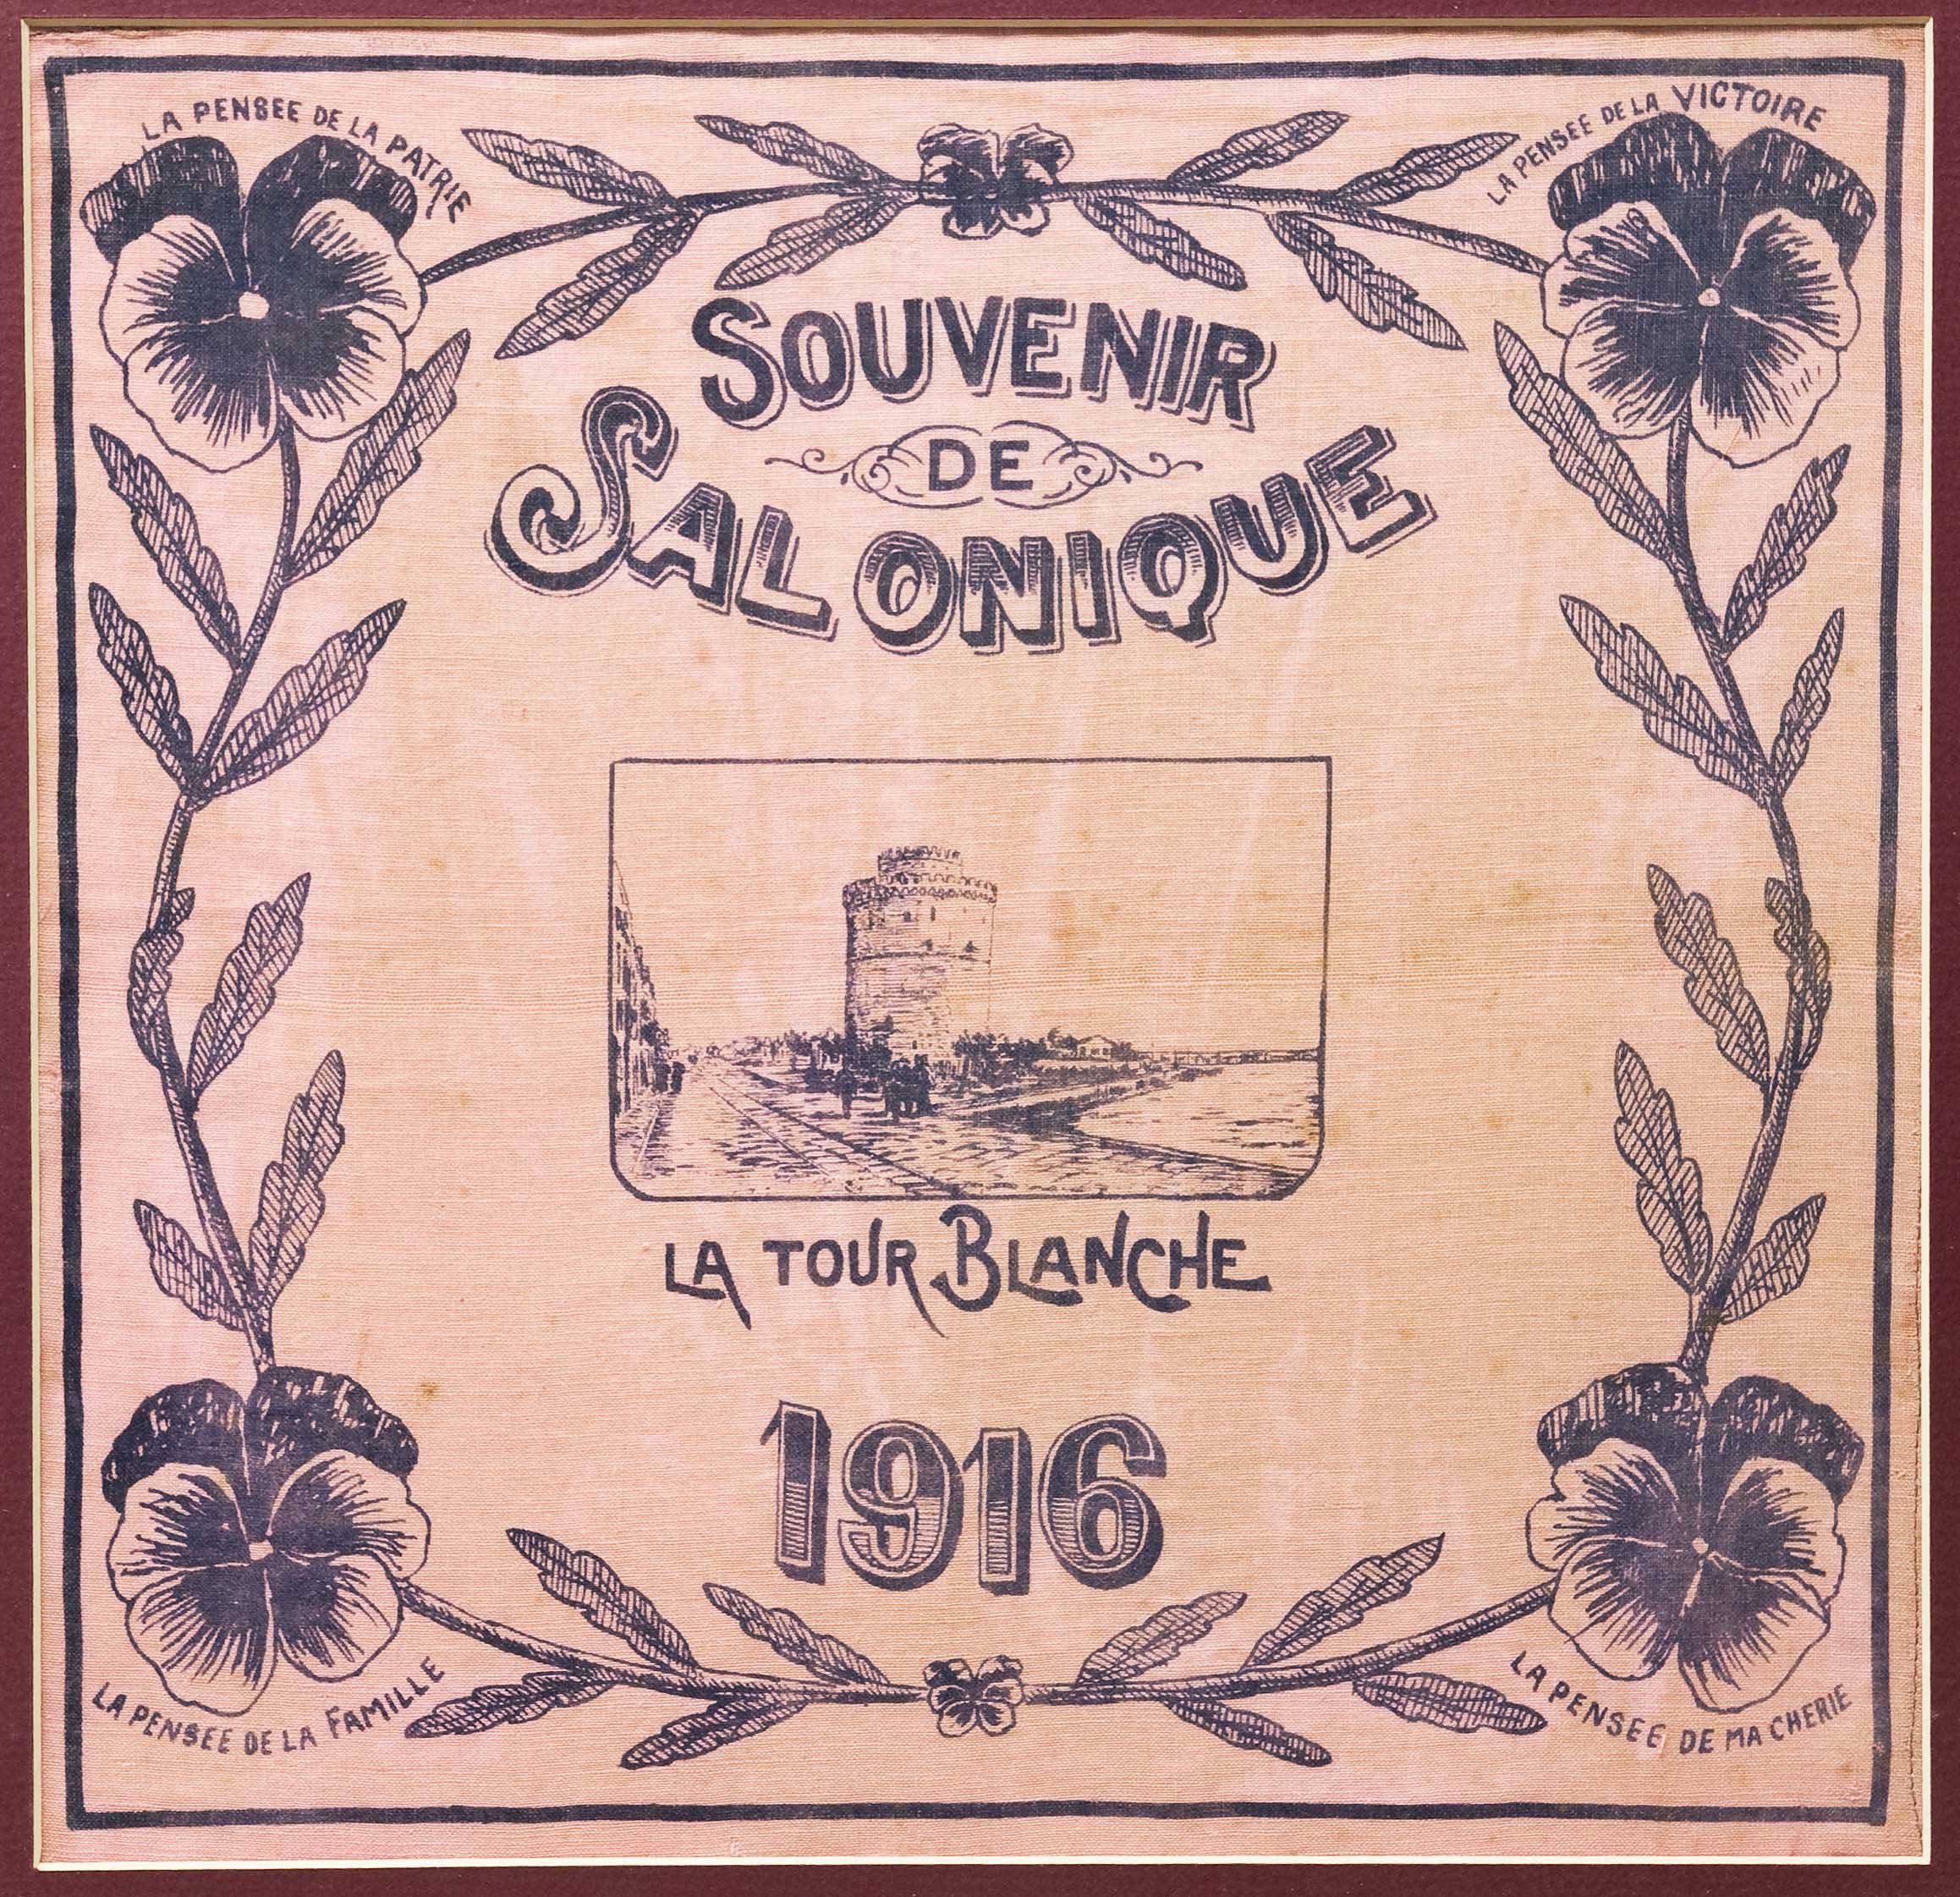 LA PENSEE DE LA PATRIE
LA PENSEE DE LA VICTOIRE
SOUVENIR
DE
SALONIQUE
LA TOUR BLANCHE
1916
LA PENSEE DE LA FAMILLE
LA PENSEE DE MA CHERIE